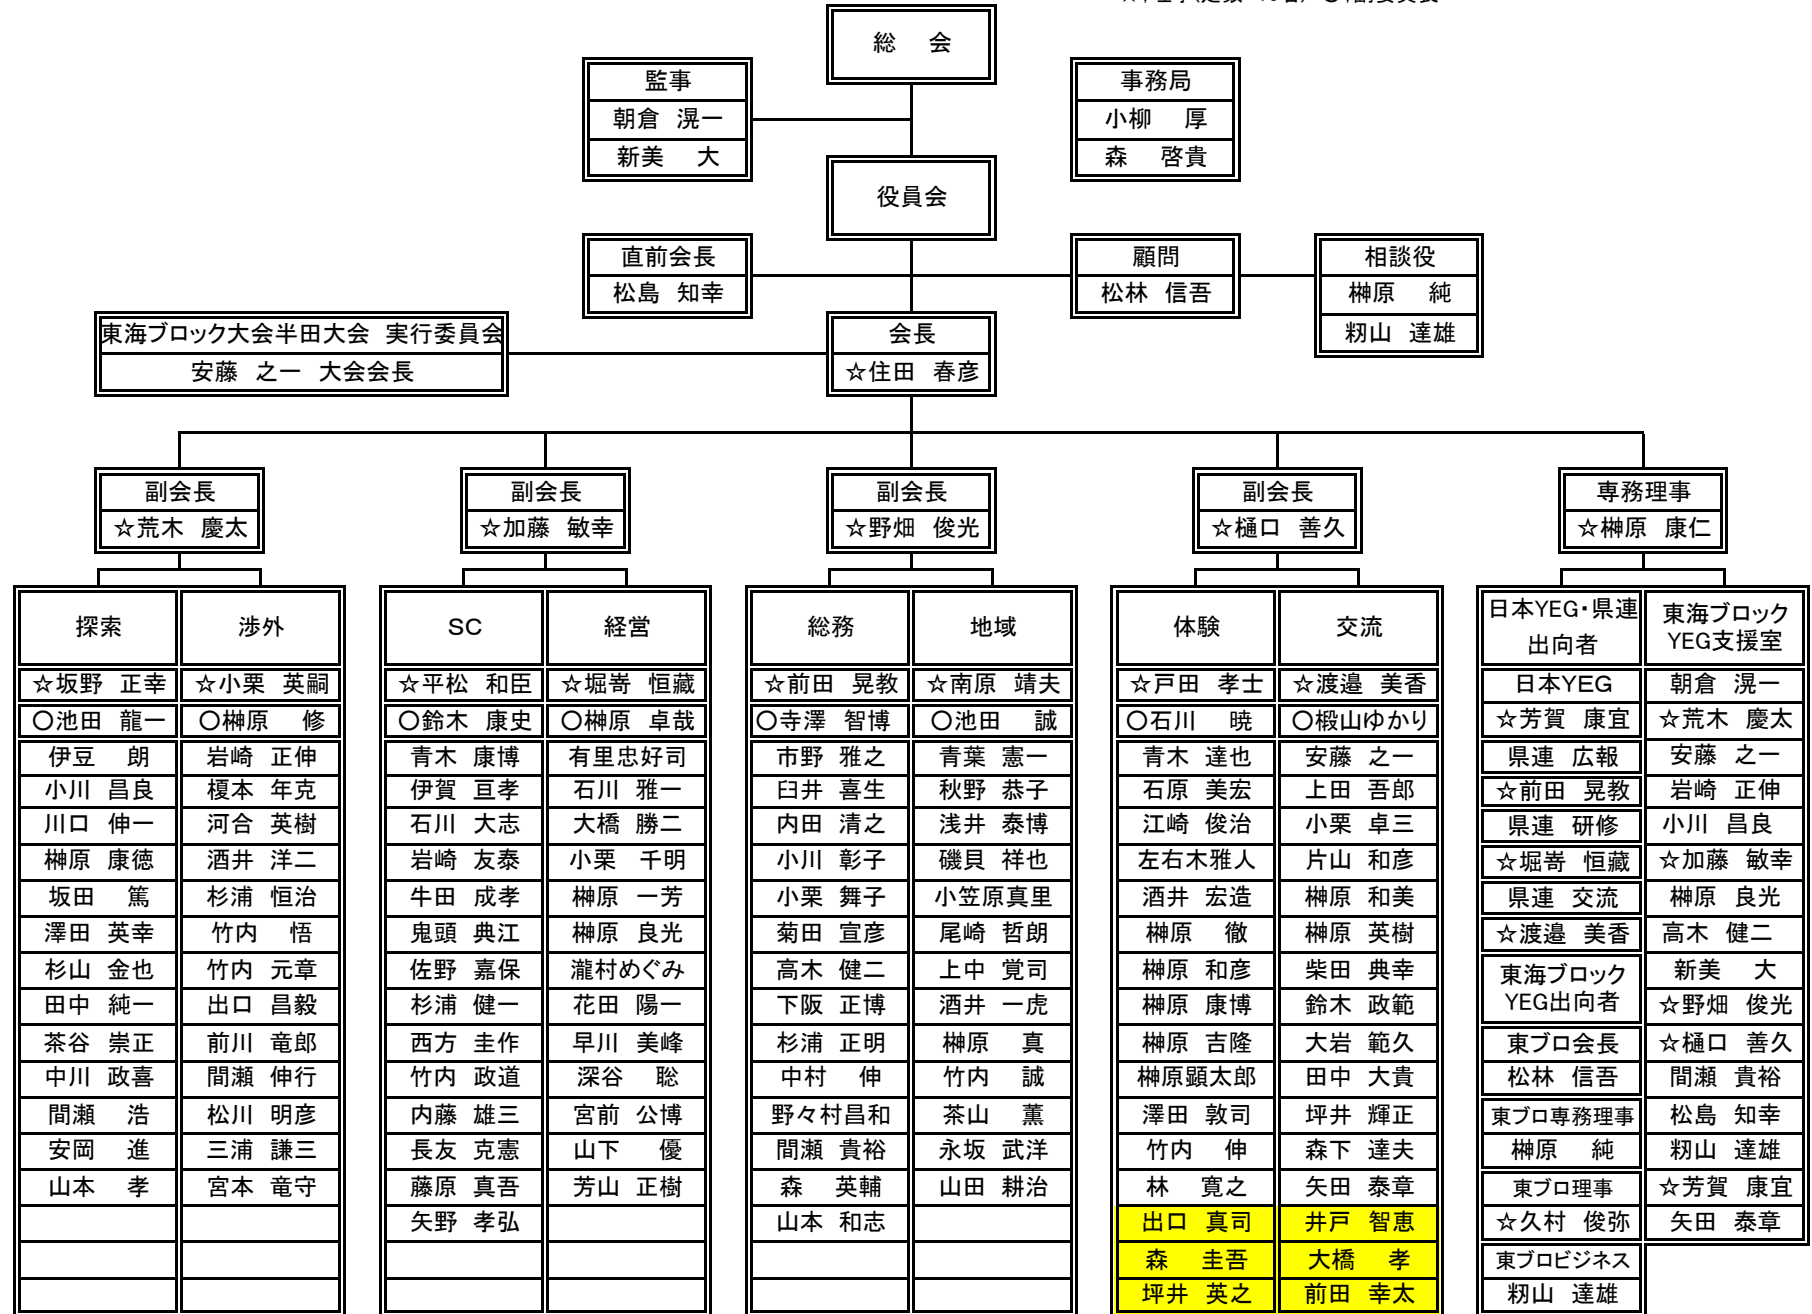 総 会
監事
朝倉 滉一
新美 大
事務局
小柳 厚
森 啓貴
役員会
直前会長
松島 知幸
顧問
松林 信吾
相談役
榊原 純
籾山 達雄
東海ブロック大会半田大会 実行委員会
安藤 之一 大会会長
会長
☆住田 春彦
副会長
☆荒木 慶太
副会長
☆加藤 敏幸
副会長
☆野畑 俊光
副会長
☆樋口 善久
専務理事
☆榊原 康仁
探索
☆坂野 正幸
〇池田 龍一
伊豆 朗
小川 昌良
川口 伸一
榊原 康徳
坂田 篤
澤田 英幸
杉山 金也
田中 純一
茶谷 崇正
中川 政喜
間瀬 浩
安岡 進
山本 孝
渉外
☆小栗 英嗣
〇榊原 修
岩崎 正伸
榎本 年克
河合 英樹
酒井 洋二
杉浦 恒治
竹内 悟
竹内 元章
出口 昌毅
前川 竜郎
間瀬 伸行
松川 明彦
三浦 謙三
宮本 竜守
SC
☆平松 和臣
〇鈴木 康史
青木 康博
伊賀 亘孝
石川 大志
岩崎 友泰
牛田 成孝
鬼頭 典江
佐野 嘉保
杉浦 健一
西方 圭作
竹内 政道
内藤 雄三
長友 克憲
藤原 真吾
矢野 孝弘
経営
☆堀嵜 恒藏
〇榊原 卓哉
有里忠好司
石川 雅一
大橋 勝二
小栗 千明
榊原 一芳
榊原 良光
瀧村めぐみ
花田 陽一
早川 美峰
深谷 聡
宮前 公博
山下 優
芳山 正樹
総務
☆前田 晃教
〇寺澤 智博
市野 雅之
臼井 喜生
内田 清之
小川 彰子
小栗 舞子
菊田 宣彦
高木 健二
下阪 正博
杉浦 正明
中村 伸
野々村昌和
間瀬 貴裕
森 英輔
山本 和志
地域
☆南原 靖夫
〇池田 誠
青葉 憲一
秋野 恭子
浅井 泰博
磯貝 祥也
小笠原真里
尾崎 哲朗
上中 覚司
酒井 一虎
榊原 真
竹内 誠
茶山 薫
永坂 武洋
山田 耕治
体験
☆戸田 孝士
〇石川 暁
青木 達也
石原 美宏
江崎 俊治
左右木雅人
酒井 宏造
榊原 徹
榊原 和彦
榊原 康博
榊原 吉隆
榊原顕太郎
澤田 敦司
竹内 伸
林 寛之
出口 真司
森 圭吾
坪井 英之
交流
☆渡邉 美香
〇椴山ゆかり
安藤 之一
上田 吾郎
小栗 卓三
片山 和彦
榊原 和美
榊原 英樹
柴田 典幸
鈴木 政範
大岩 範久
田中 大貴
坪井 輝正
森下 達夫
矢田 泰章
井戸 智恵
大橋 孝
前田 幸太
日本YEG・県連
出向者
日本YEG
☆芳賀 康宜
県連 広報
☆前田 晃教
県連 研修
☆堀嵜 恒藏
県連 交流
☆渡邉 美香
東海ブロック
YEG出向者
東ブロ会長
松林 信吾
東ブロ専務理事
榊原 純
東ブロ理事
☆久村 俊弥
東ブロビジネス
籾山 達雄
東海ブロック
YEG支援室
朝倉 滉一
☆荒木 慶太
安藤 之一
岩崎 正伸
小川 昌良
☆加藤 敏幸
榊原 良光
高木 健二
新美 大
☆野畑 俊光
☆樋口 善久
間瀬 貴裕
松島 知幸
籾山 達雄
☆芳賀 康宜
矢田 泰章